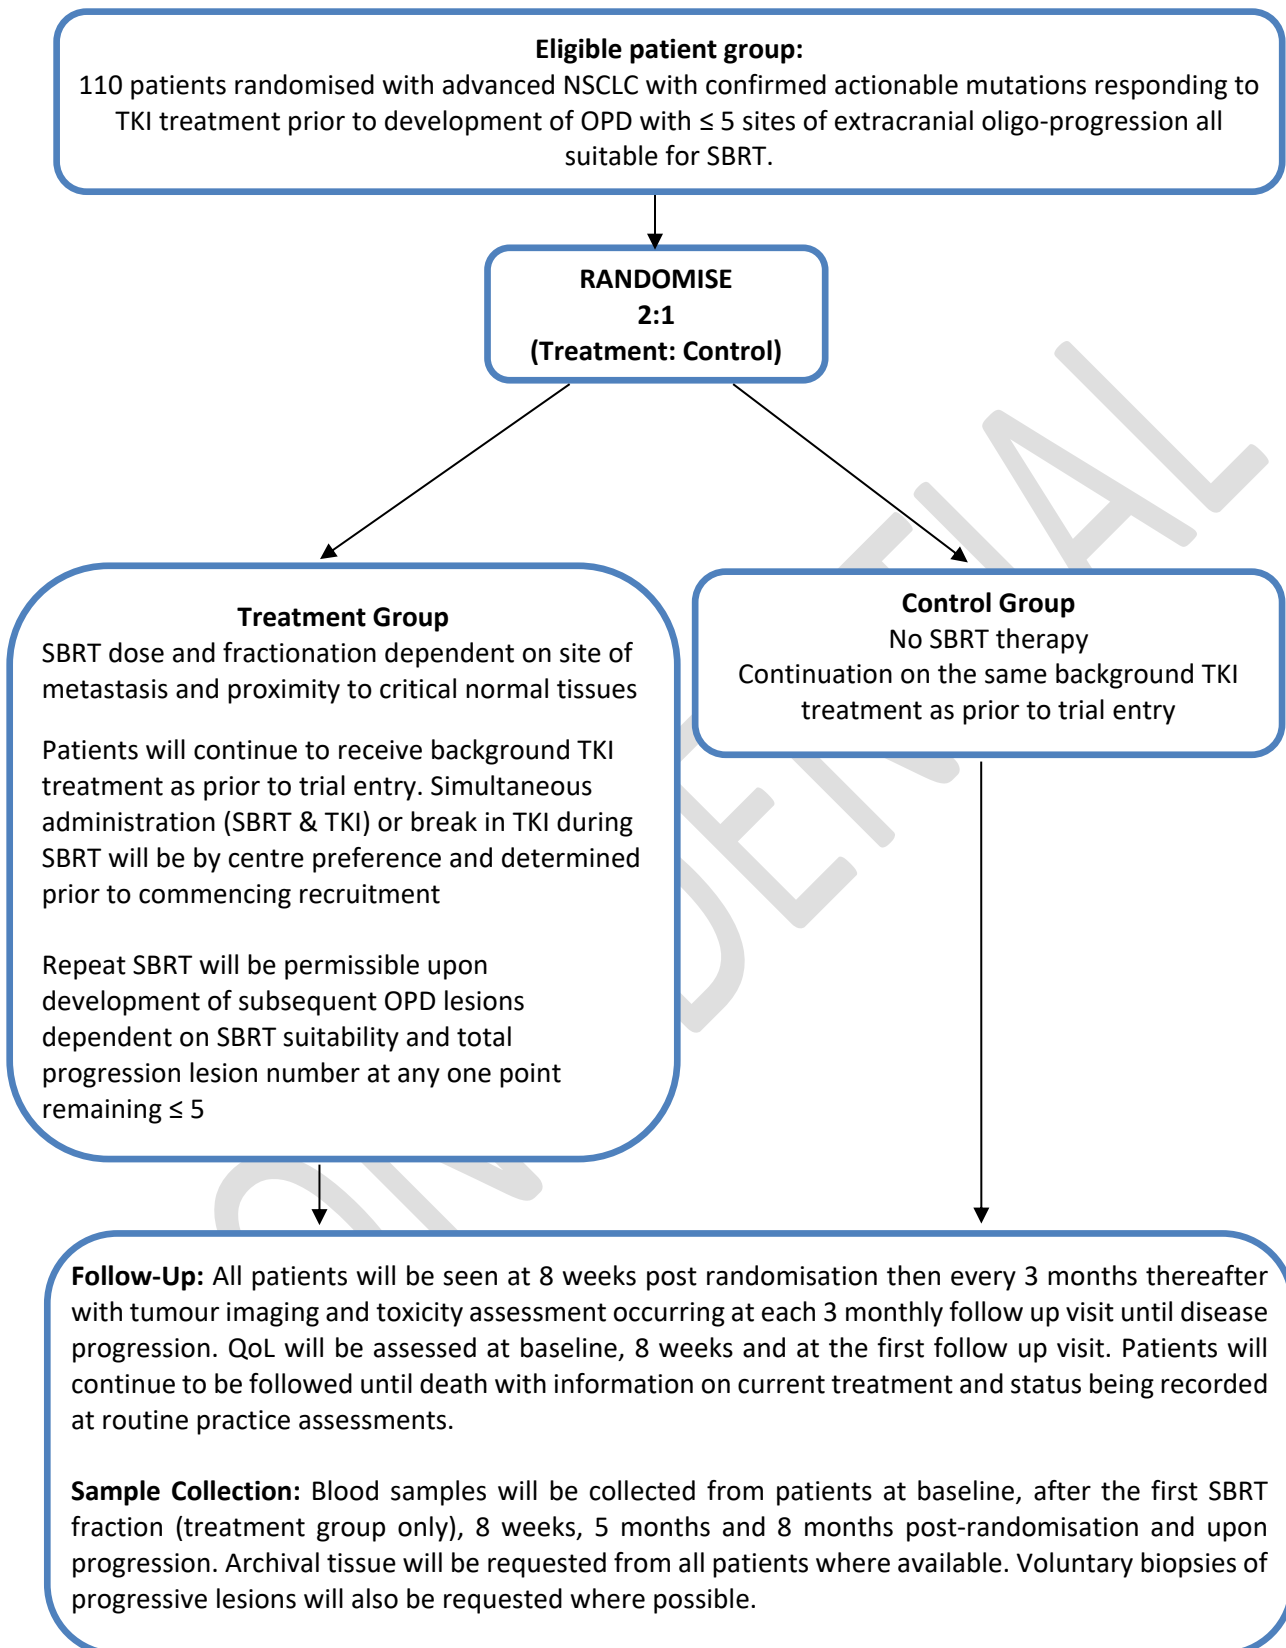 Eligible patient group:
110 patients randomised with advanced NSCLC with confirmed actionable mutations responding to
TKI treatment prior to development of OPD with ≤ 5 sites of extracranial oligo-progression all
suitable for SBRT.
RANDOMISE
2:1
(Treatment: Control)
Treatment Group
SBRT dose and fractionation dependent on site of
metastasis and proximity to critical normal tissues
Patients will continue to receive background TKI
treatment as prior to trial entry. Simultaneous
administration (SBRT & TKI) or break in TKI during
SBRT will be by centre preference and determined
prior to commencing recruitment
Repeat SBRT will be permissible upon
development of subsequent OPD lesions
dependent on SBRT suitability and total
progression lesion number at any one point
remaining ≤ 5
Control Group
No SBRT therapy
Continuation on the same background TKI
treatment as prior to trial entry
Follow-Up: All patients will be seen at 8 weeks post randomisation then every 3 months thereafter
with tumour imaging and toxicity assessment occurring at each 3 monthly follow up visit until disease
progression. QoL will be assessed at baseline, 8 weeks and at the first follow up visit. Patients will
continue to be followed until death with information on current treatment and status being recorded
at routine practice assessments.
Sample Collection: Blood samples will be collected from patients at baseline, after the first SBRT
fraction (treatment group only), 8 weeks, 5 months and 8 months post-randomisation and upon
progression. Archival tissue will be requested from all patients where available. Voluntary biopsies of
progressive lesions will also be requested where possible.